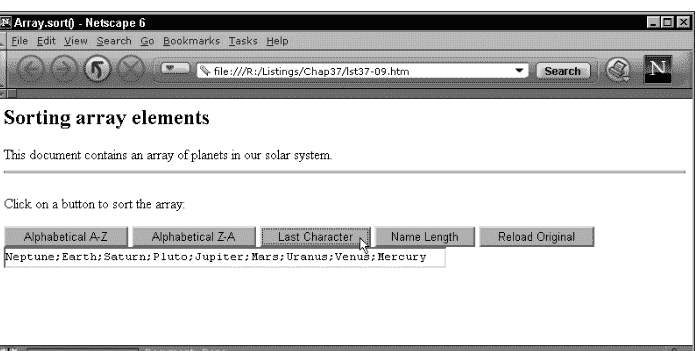 Array.sort() - Netscape 6
File Edit View Search Go Bookmarks Tasks Help
file:///R:/Listings/Chap37/lst37-09.htm Search N
Sorting array elements
This document contains an array of planets in our solar system.
Click on a button to sort the array:
Alphabetical A-Z Alphabetical Z-A Last Character Name Length Reload Original
Neptune;Earth;Saturn;Pluto;Jupiter;Mars;Uranus;Venus;Mercury